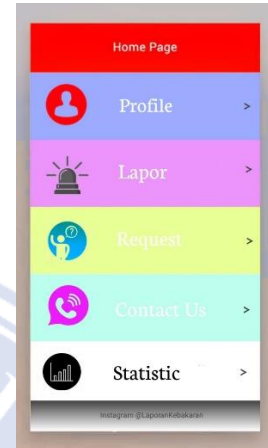 Home Page
Profile >
Lapor >
Request >
Contact Us >
Statistic >
Instagram @LaporanKebakaran